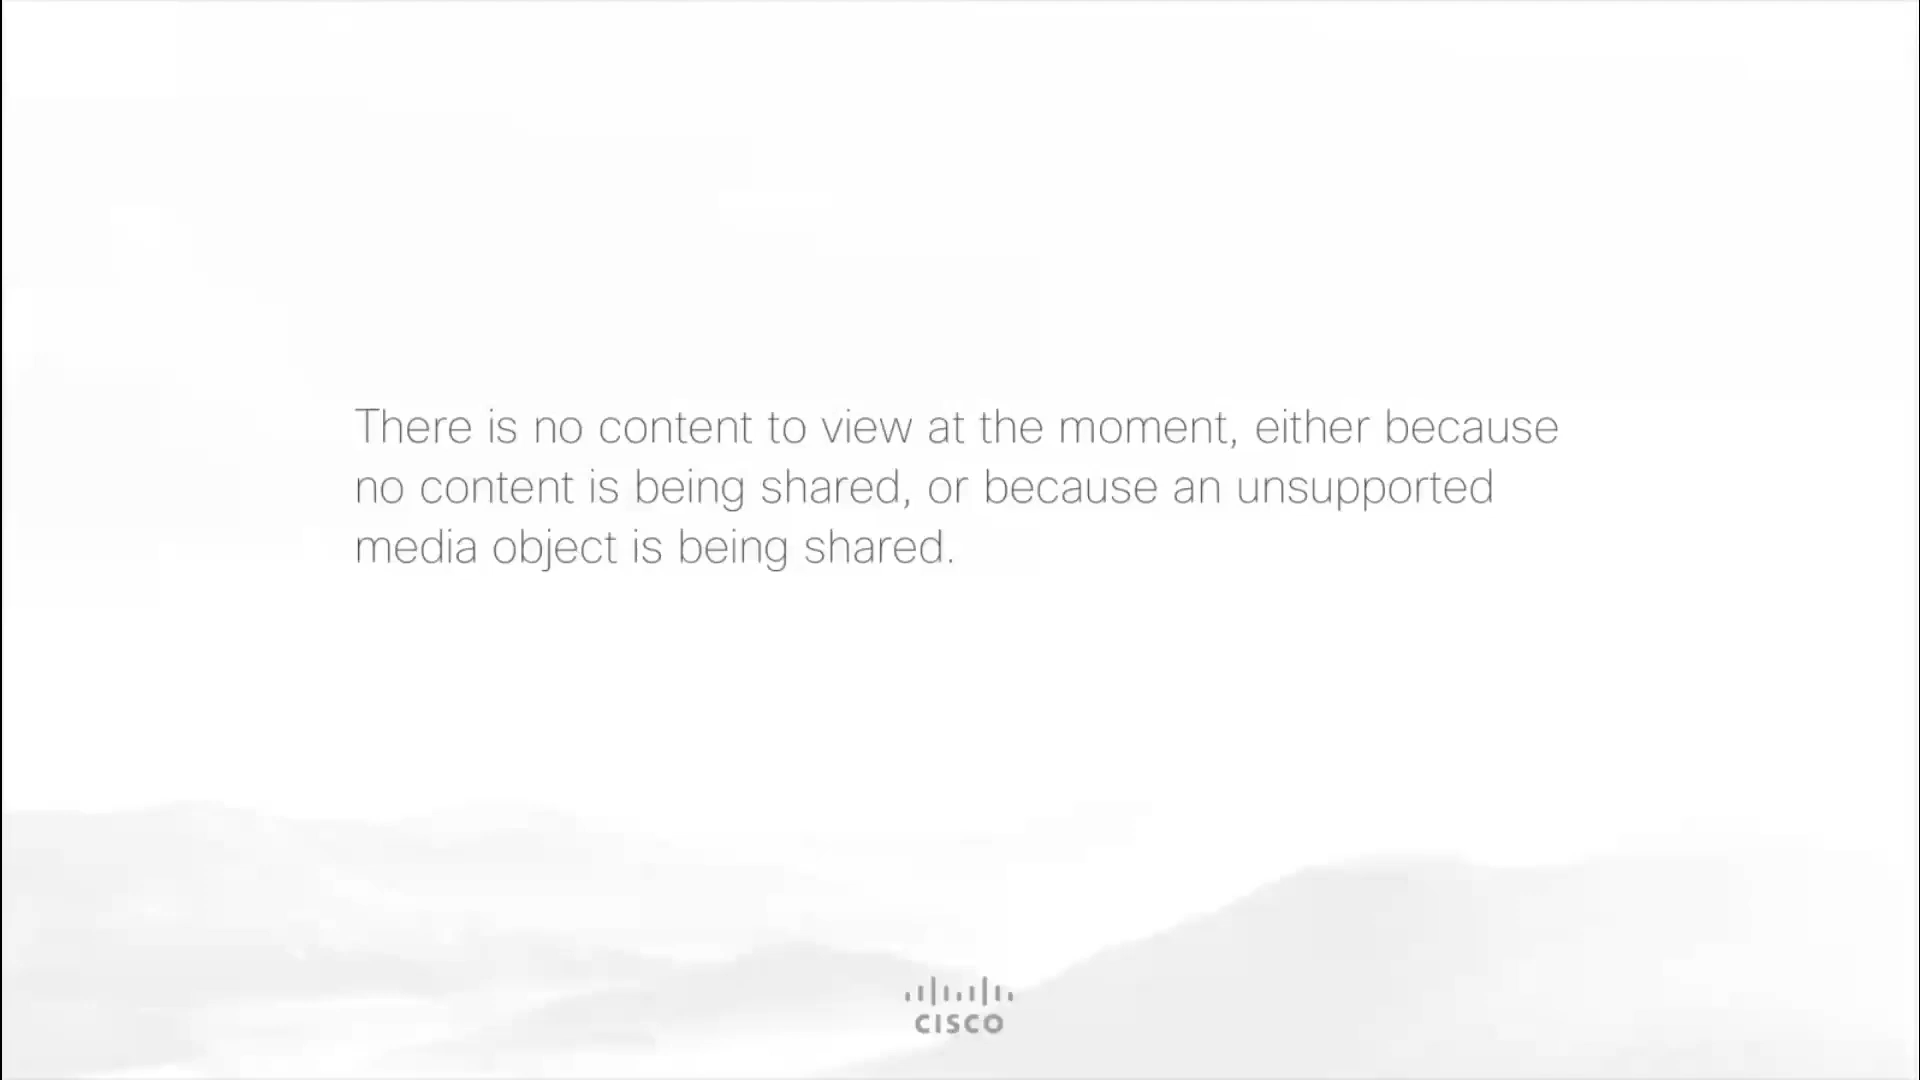 There is no content to view at the moment, either because
no content is being shared, or because an unsupported
media object is being shared.
CISCO